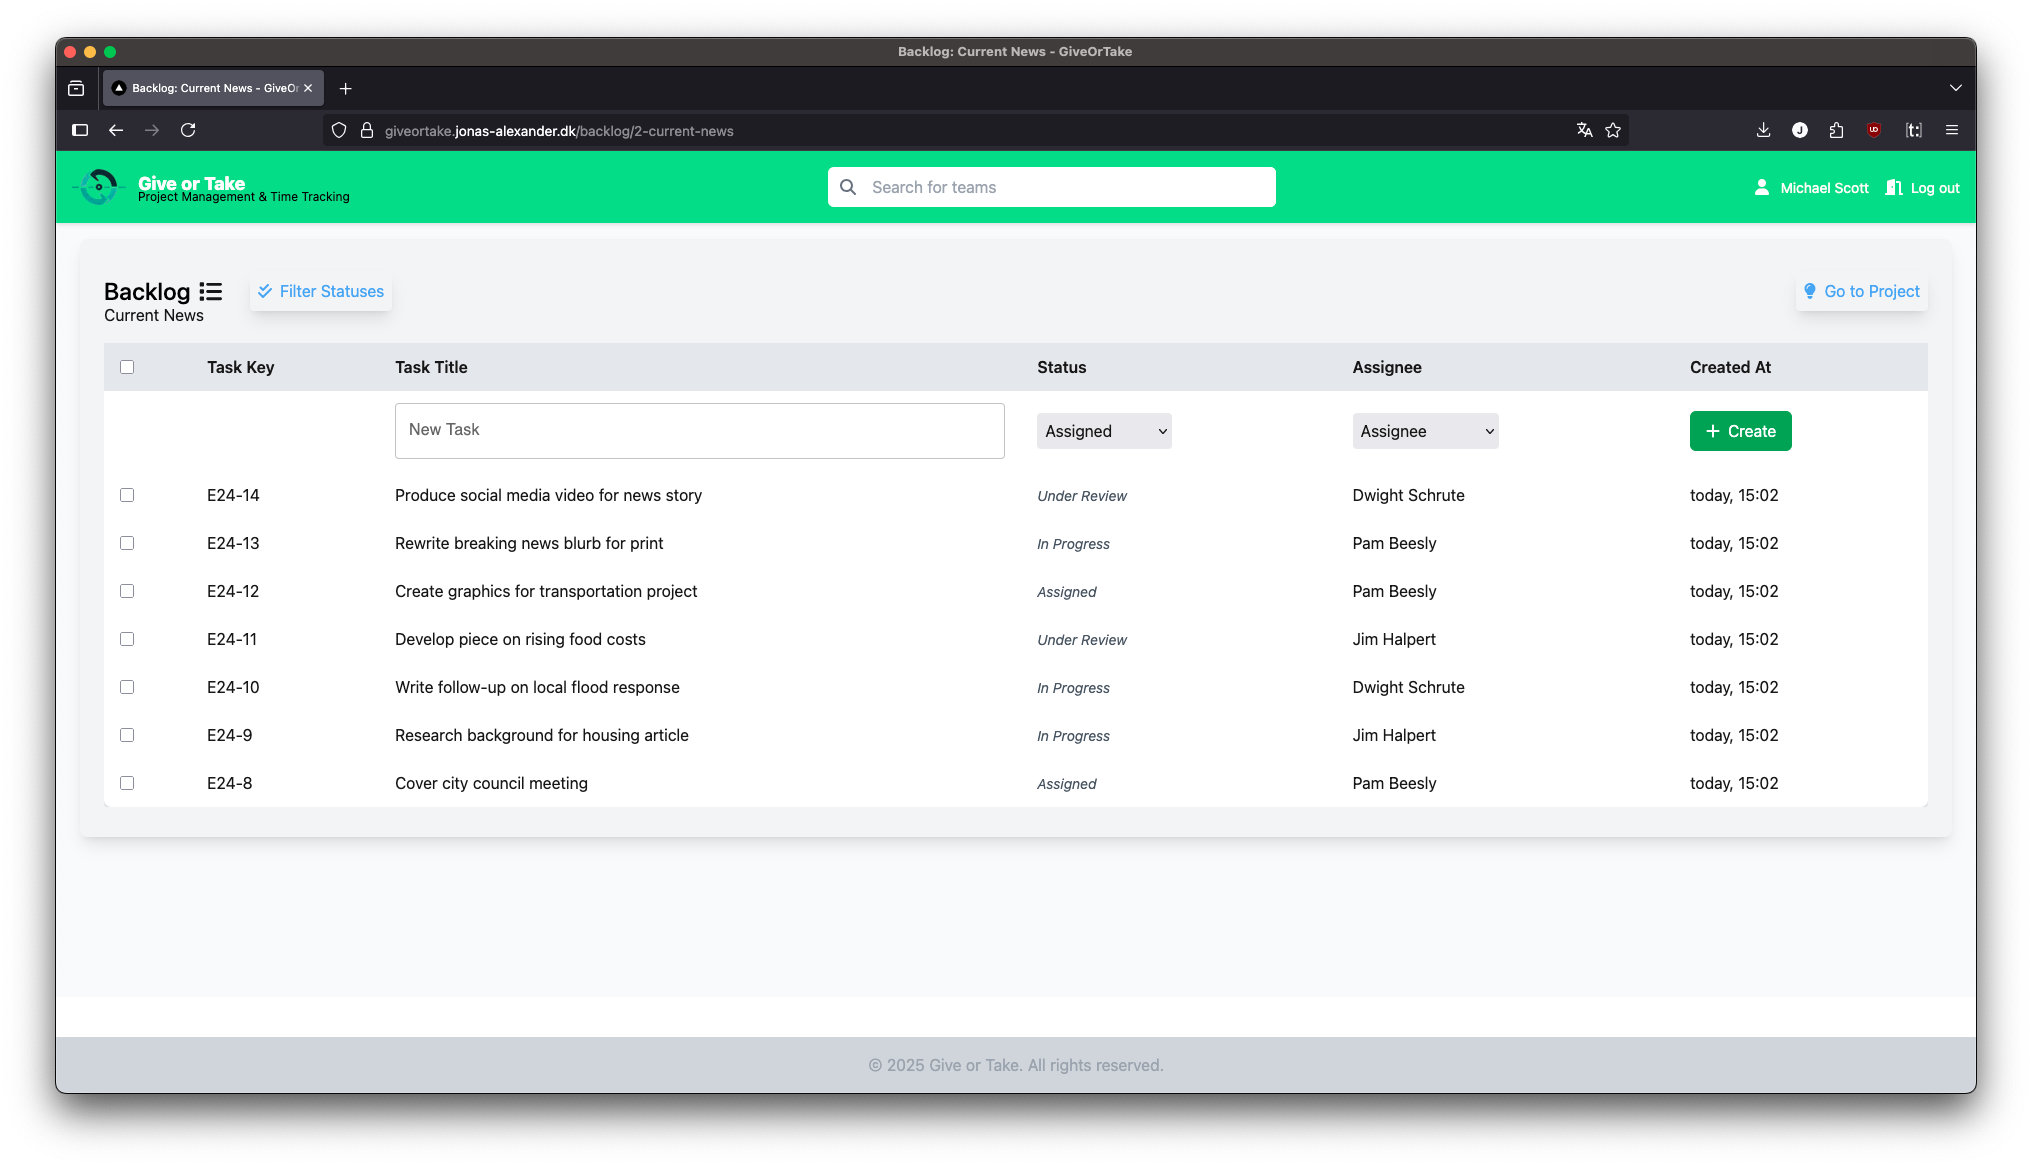 Backlog: Current News - GiveOrTake
Backlog: Current News - GiveOr
giveortake.jonas-alexander.dk/backlog/2-current-news
Give or Take
Project Management & Time Tracking
Search for teams
Michael Scott
Log out
Backlog
Current News
Filter Statuses
Go to Project
Task Key Task Title Status Assignee Created At
New Task Assigned Assignee + Create
E24-14 Produce social media video for news story Under Review Dwight Schrute today, 15:02
E24-13 Rewrite breaking news blurb for print In Progress Pam Beesly today, 15:02
E24-12 Create graphics for transportation project Assigned Pam Beesly today, 15:02
E24-11 Develop piece on rising food costs Under Review Jim Halpert today, 15:02
E24-10 Write follow-up on local flood response In Progress Dwight Schrute today, 15:02
E24-9 Research background for housing article In Progress Jim Halpert today, 15:02
E24-8 Cover city council meeting Assigned Pam Beesly today, 15:02
© 2025 Give or Take. All rights reserved.